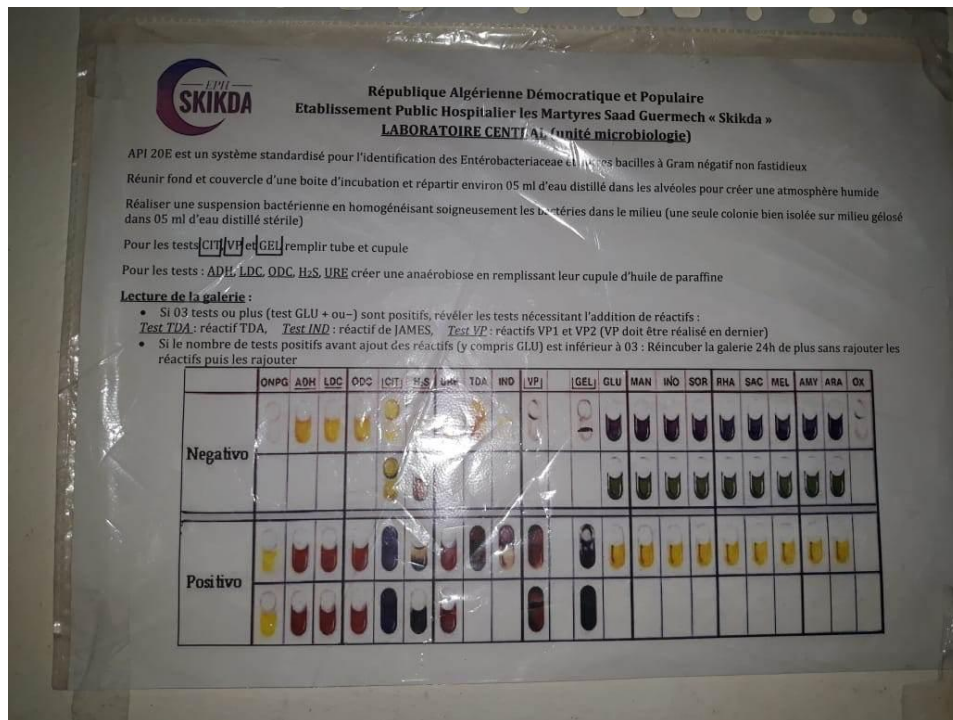 EPH
SKIKDA
République Algérienne Démocratique et Populaire
Etablissement Public Hospitalier les Martyres Saad Guermech « Skikda »
LABORATOIRE CENTRAL (unité microbiologie)
API 20E est un système standardisé pour l'identification des Entérobacteriaceae et autres bacilles à Gram négatif non fastidieux
Réunir fond et couvercle d'une boite d'incubation et répartir environ 05 ml d'eau distillé dans les alvéoles pour créer une atmosphère humide
Réaliser une suspension bactérienne en homogénéisant soigneusement les bactéries dans le milieu (une seule colonie bien isolée sur milieu gélosé
dans 05 ml d'eau distillé stérile)
Pour les tests |CIT|,|VP| et |GEL| remplir tube et cupule
Pour les tests : ADH, LDC, ODC, H₂S, URE créer une anaérobiose en remplissant leur cupule d'huile de paraffine
Lecture de la galerie :
• Si 03 tests ou plus (test GLU + ou−) sont positifs, révéler les tests nécessitant l'addition de réactifs :
Test TDA : réactif TDA, Test IND : réactif de JAMES, Test VP : réactifs VP1 et VP2 (VP doit être réalisé en dernier)
• Si le nombre de tests positifs avant ajout des réactifs (y compris GLU) est inférieur à 03 : Réincuber la galerie 24h de plus sans rajouter les
réactifs puis les rajouter
ONPG ADH LDC ODC |CIT| H₂S URE TDA IND |VP| |GEL| GLU MAN INO SOR RHA SAC MEL AMY ARA OX
Negativo
Positivo